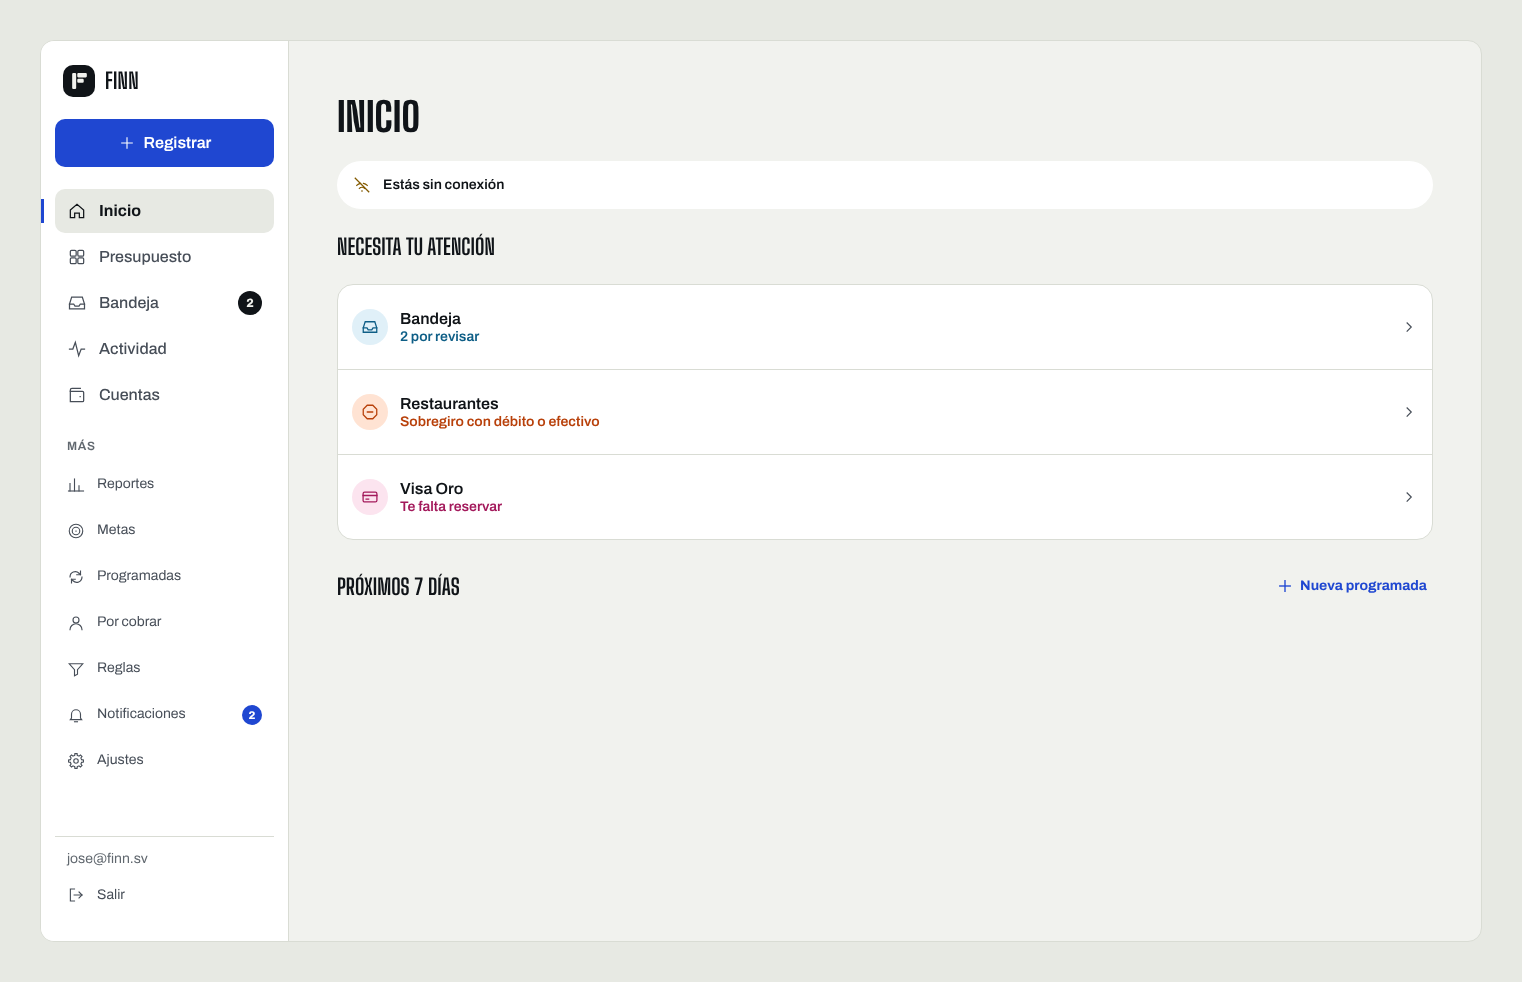 FINN
Registrar
Inicio
Presupuesto
Bandeja 2
Actividad
Cuentas
MÁS
Reportes
Metas
Programadas
Por cobrar
Reglas
Notificaciones 2
Ajustes
jose@finn.sv
Salir
INICIO
Estás sin conexión
NECESITA TU ATENCIÓN
Bandeja
2 por revisar
Restaurantes
Sobregiro con débito o efectivo
Visa Oro
Te falta reservar
PRÓXIMOS 7 DÍAS
Nueva programada